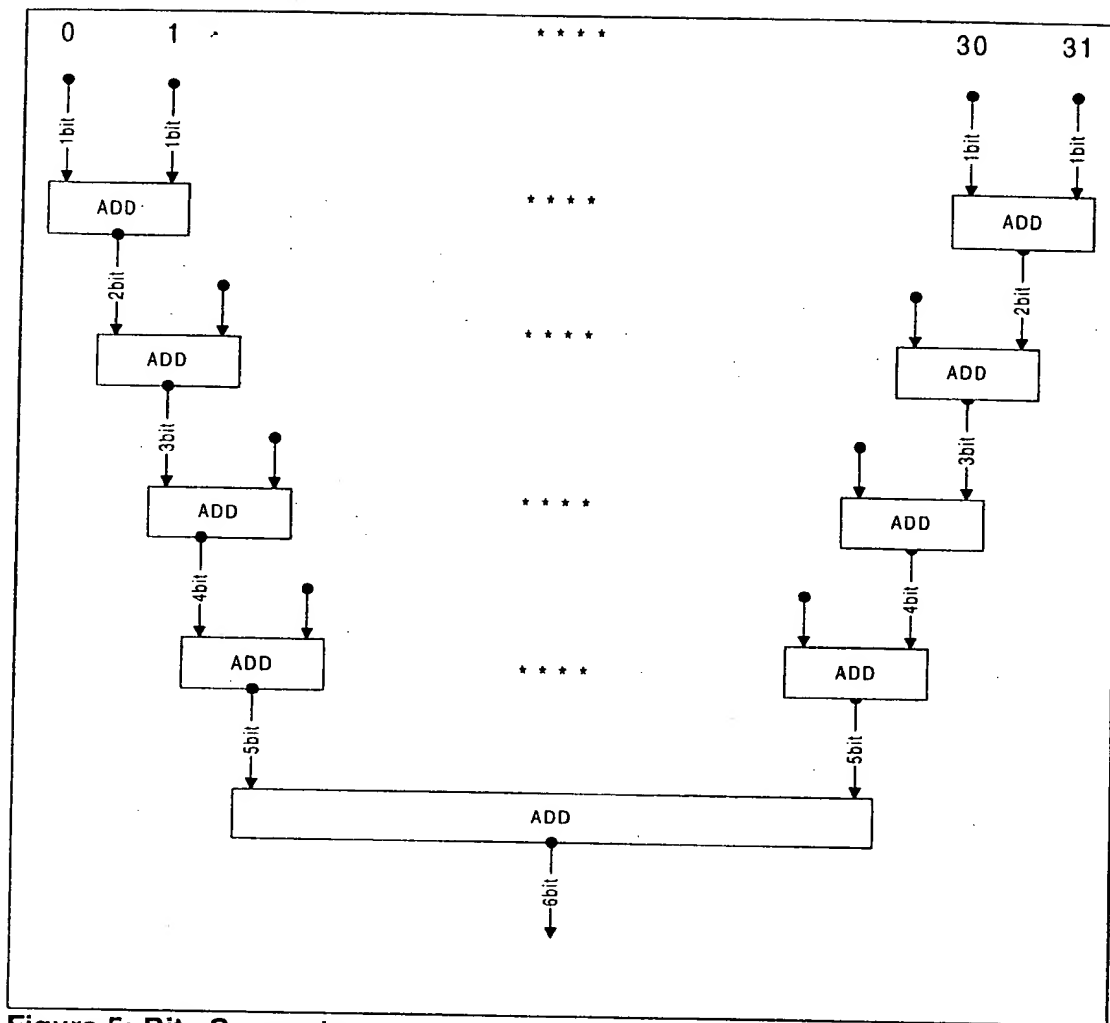 0 1 **** 30 31
1bit 1bit 1bit 1bit
ADD **** ADD
2bit 2bit
ADD **** ADD
3bit 3bit
ADD **** ADD
4bit 4bit
ADD **** ADD
5bit 5bit
ADD
6bit
Figure 5: Bits